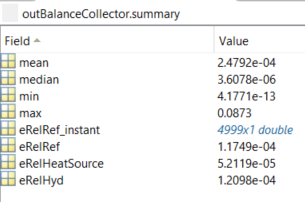 outBalanceCollector.summary
Field Value
mean 2.4792e-04
median 3.6078e-06
min 4.1771e-13
max 0.0873
eRelRef_instant 4999x1 double
eRelRef 1.1749e-04
eRelHeatSource 5.2119e-05
eRelHyd 1.2098e-04